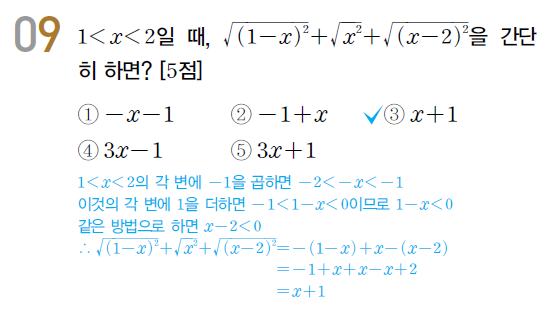 09 1<x<2일 때, √(1-x)²+√x²+√(x-2)²을 간단
히 하면? [5점]
① -x-1 ② -1+x ✓③ x+1
④ 3x-1 ⑤ 3x+1
1<x<2의 각 변에 -1을 곱하면 -2<-x<-1
이것의 각 변에 1을 더하면 -1<1-x<0이므로 1-x<0
같은 방법으로 하면 x-2<0
∴ √(1-x)²+√x²+√(x-2)²=-(1-x)+x-(x-2)
=-1+x+x-x+2
=x+1